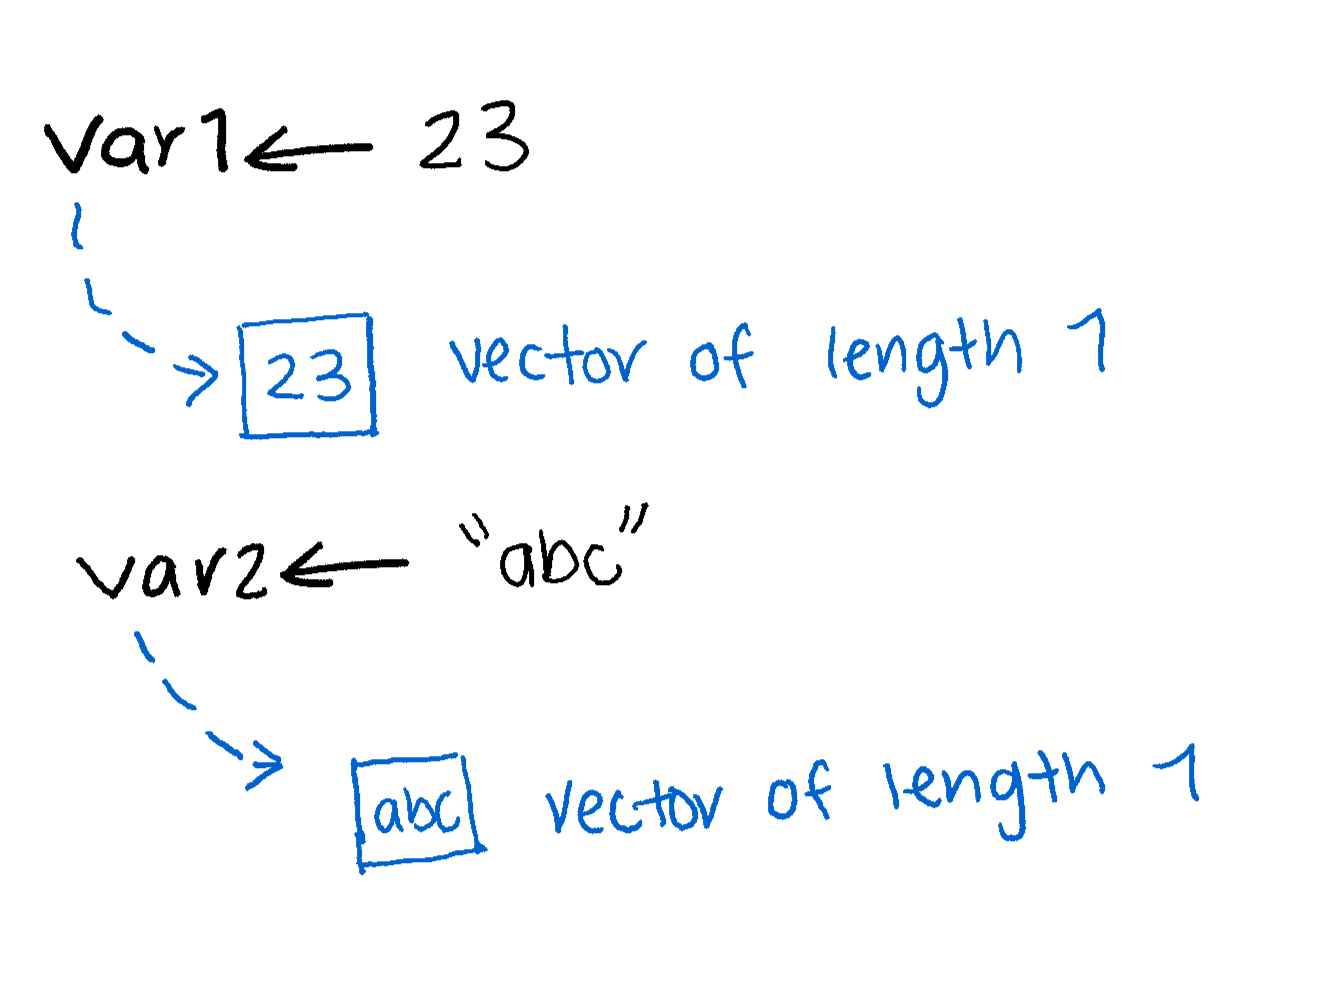 var1 ← 23
23 vector of length 1
var2 ← "abc"
abc vector of length 1